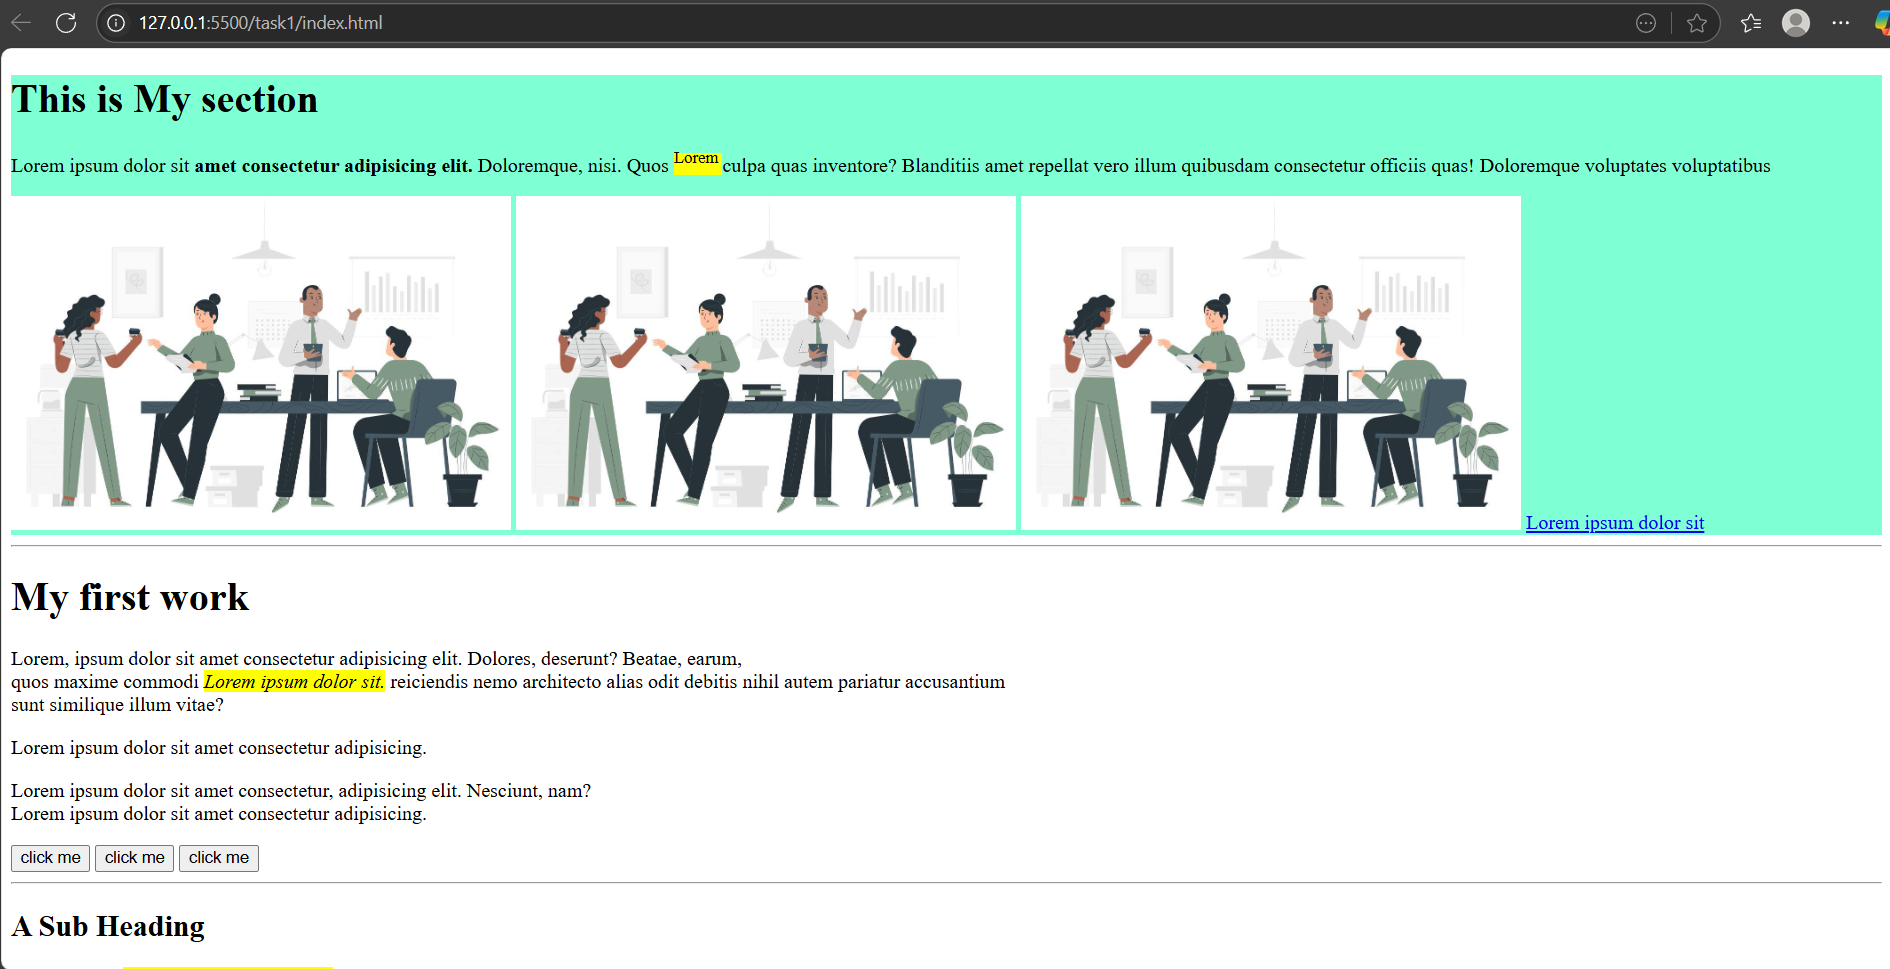 127.0.0.1:5500/task1/index.html
This is My section
Lorem ipsum dolor sit amet consectetur adipisicing elit. Doloremque, nisi. Quos Lorem culpa quas inventore? Blanditiis amet repellat vero illum quibusdam consectetur officiis quas! Doloremque voluptates voluptatibus
Lorem ipsum dolor sit
My first work
Lorem, ipsum dolor sit amet consectetur adipisicing elit. Dolores, deserunt? Beatae, earum,
quos maxime commodi Lorem ipsum dolor sit. reiciendis nemo architecto alias odit debitis nihil autem pariatur accusantium
sunt similique illum vitae?
Lorem ipsum dolor sit amet consectetur adipisicing.
Lorem ipsum dolor sit amet consectetur, adipisicing elit. Nesciunt, nam?
Lorem ipsum dolor sit amet consectetur adipisicing.
click me click me click me
A Sub Heading